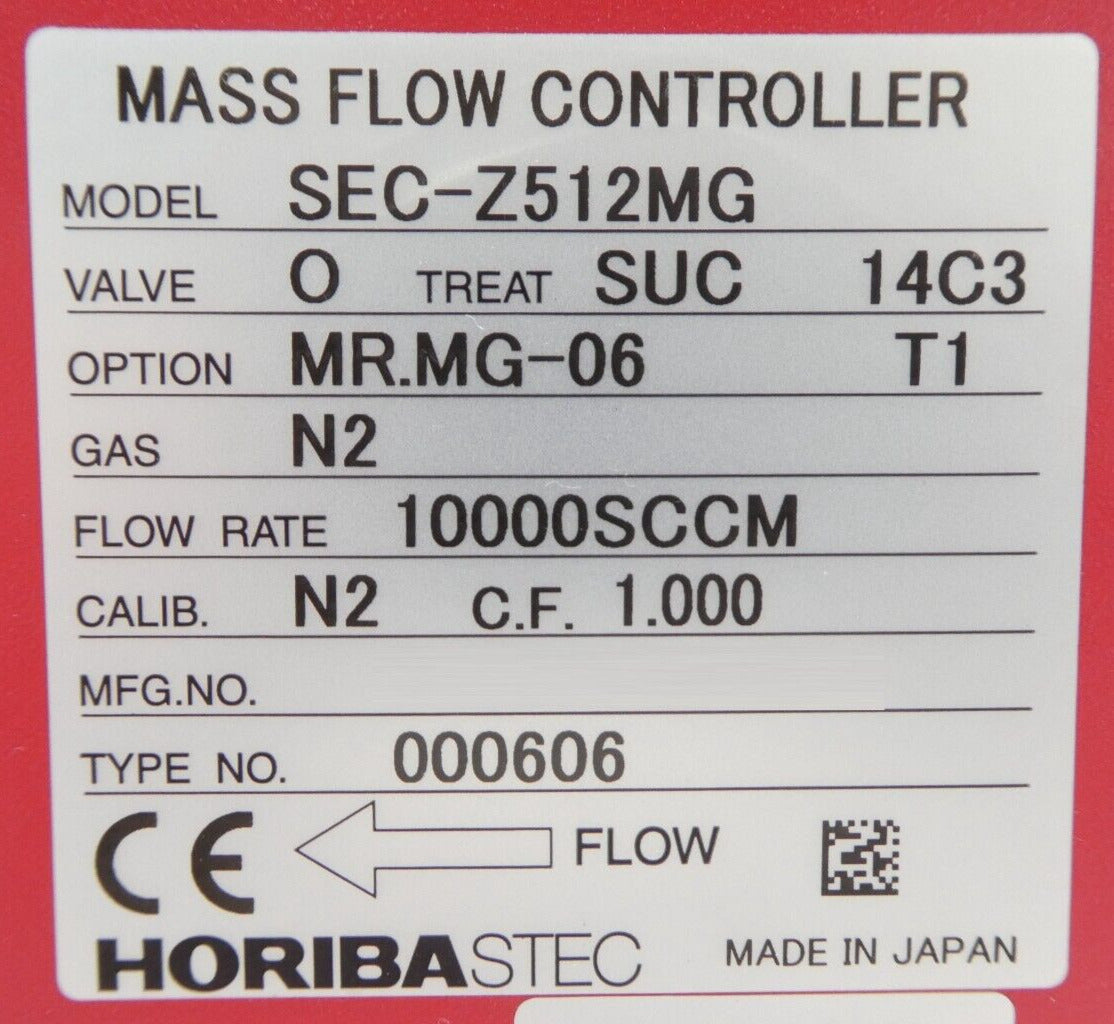 MASS FLOW CONTROLLER
MODEL SEC-Z512MG
VALVE O TREAT SUC 14C3
OPTION MR.MG-06 T1
GAS N2
FLOW RATE 10000SCCM
CALIB. N2 C.F. 1.000
MFG.NO.
TYPE NO. 000606
CE FLOW
HORIBASTEC MADE IN JAPAN